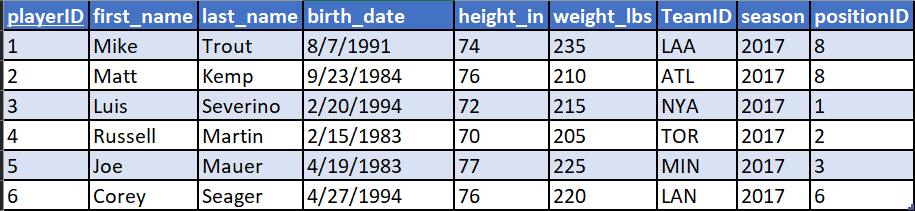 playerID first_name last_name birth_date height_in weight_lbs TeamID season positionID
1 Mike Trout 8/7/1991 74 235 LAA 2017 8
2 Matt Kemp 9/23/1984 76 210 ATL 2017 8
3 Luis Severino 2/20/1994 72 215 NYA 2017 1
4 Russell Martin 2/15/1983 70 205 TOR 2017 2
5 Joe Mauer 4/19/1983 77 225 MIN 2017 3
6 Corey Seager 4/27/1994 76 220 LAN 2017 6